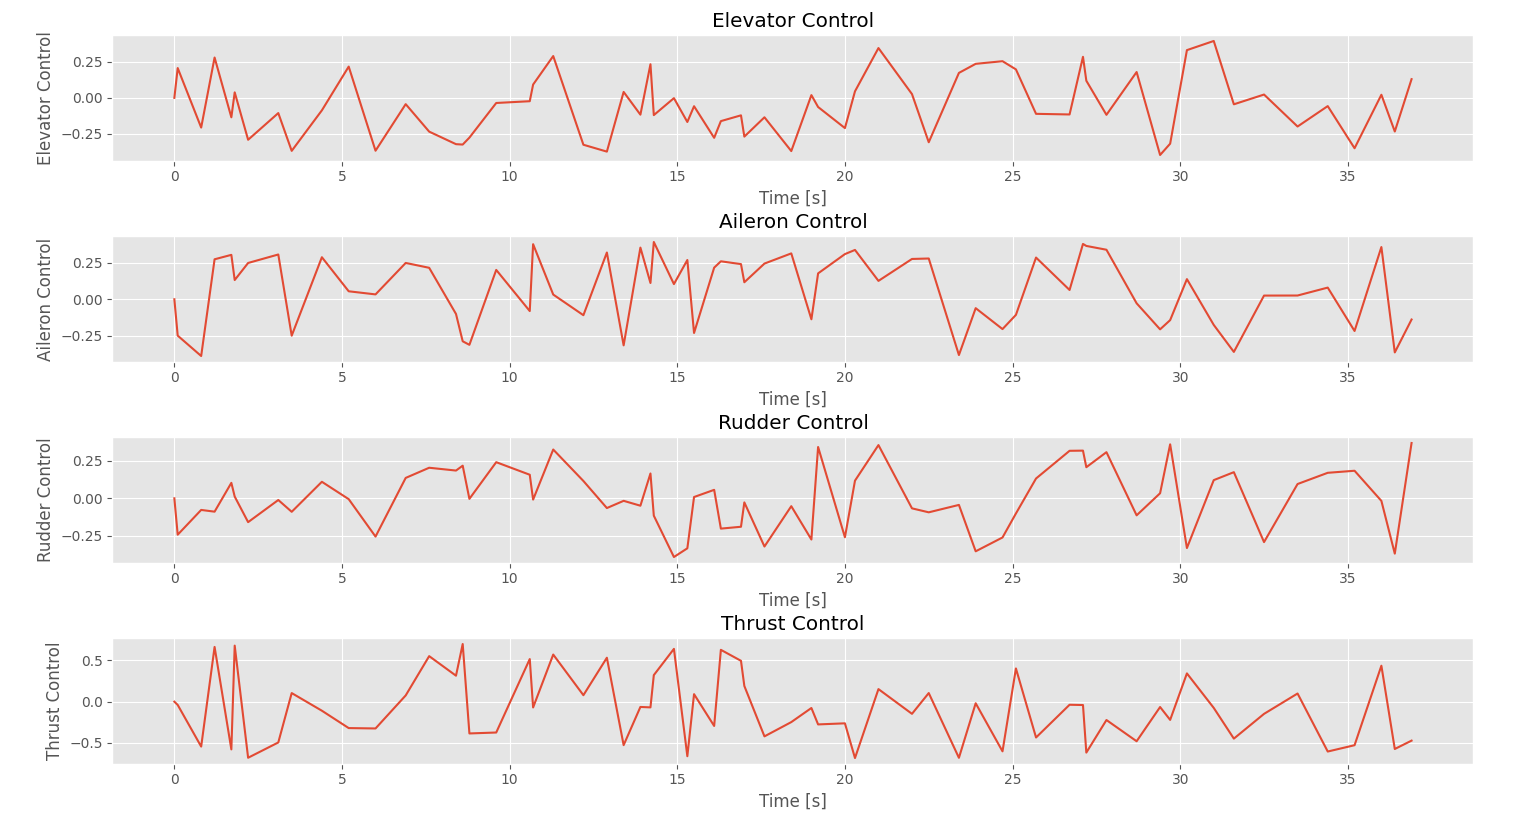 Elevator Control
Elevator Control
0.25
0.00
−0.25
0 5 10 15 20 25 30 35
Time [s]
Aileron Control
Aileron Control
0.25
0.00
−0.25
0 5 10 15 20 25 30 35
Time [s]
Rudder Control
Rudder Control
0.25
0.00
−0.25
0 5 10 15 20 25 30 35
Time [s]
Thrust Control
Thrust Control
0.5
0.0
−0.5
0 5 10 15 20 25 30 35
Time [s]